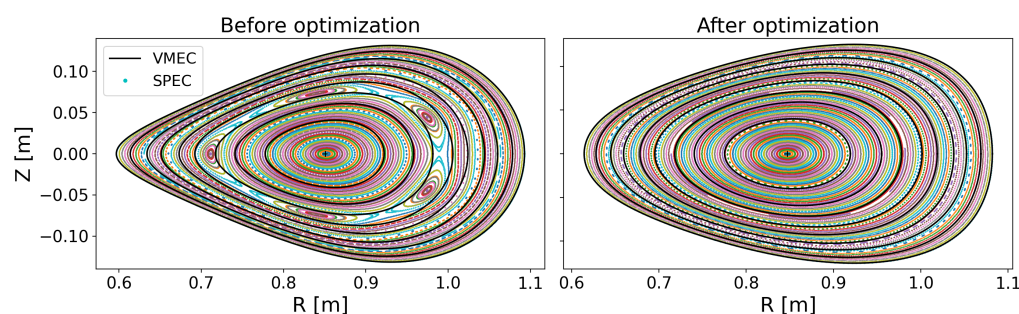 Before optimization
After optimization
VMEC
SPEC
Z [m]
0.10
0.05
0.00
−0.05
−0.10
0.6 0.7 0.8 0.9 1.0 1.1
0.6 0.7 0.8 0.9 1.0 1.1
R [m]
R [m]